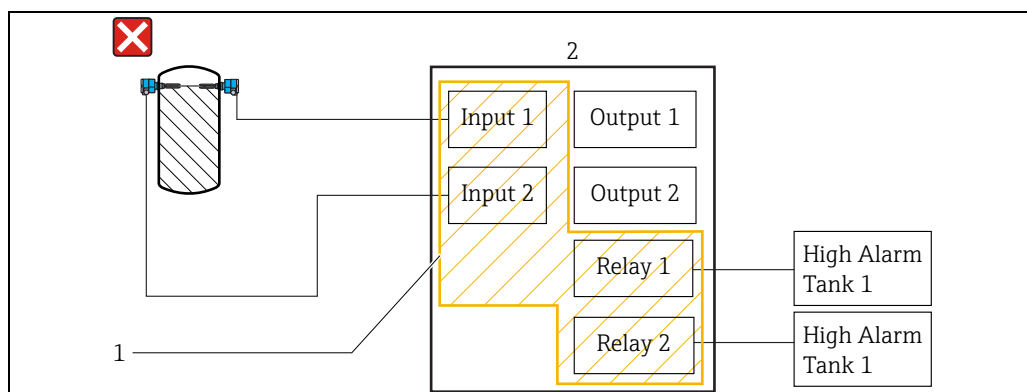 2
Input 1
Output 1
Input 2
Output 2
Relay 1
High Alarm
Tank 1
1
Relay 2
High Alarm
Tank 1